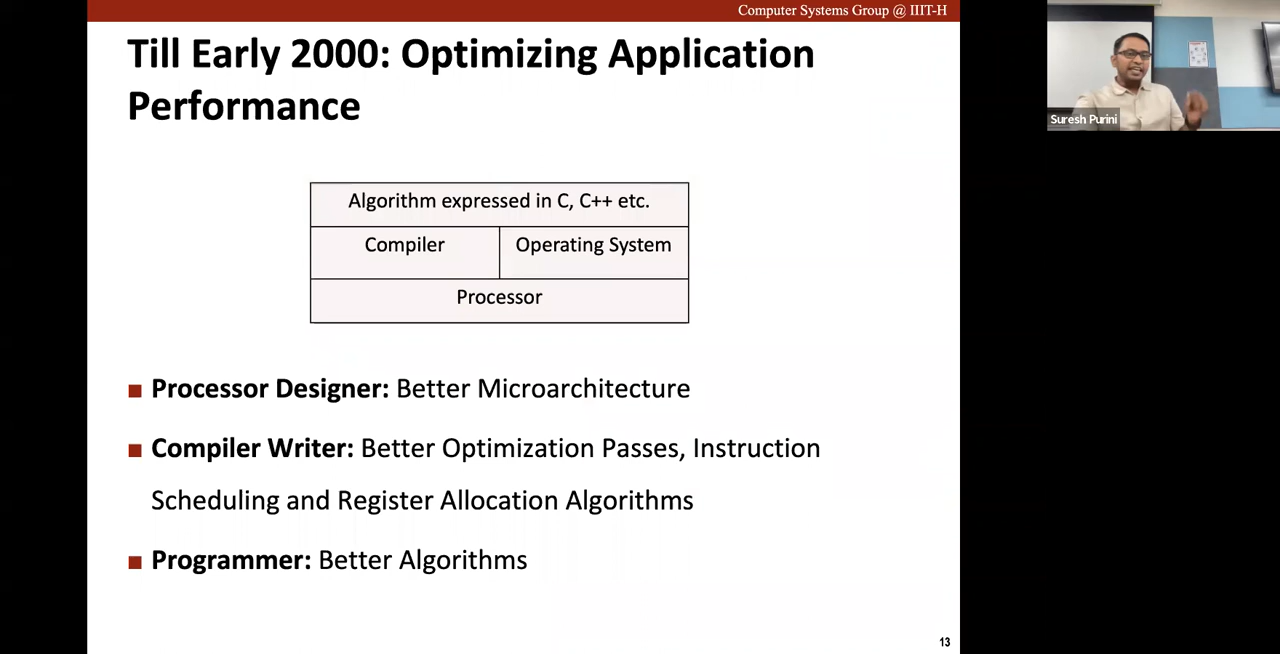 Computer Systems Group @ IIIT-H
Till Early 2000: Optimizing Application
Performance
Suresh Purini
Algorithm expressed in C, C++ etc.
Compiler
Operating System
Processor
■ Processor Designer: Better Microarchitecture
■ Compiler Writer: Better Optimization Passes, Instruction
Scheduling and Register Allocation Algorithms
■ Programmer: Better Algorithms
13